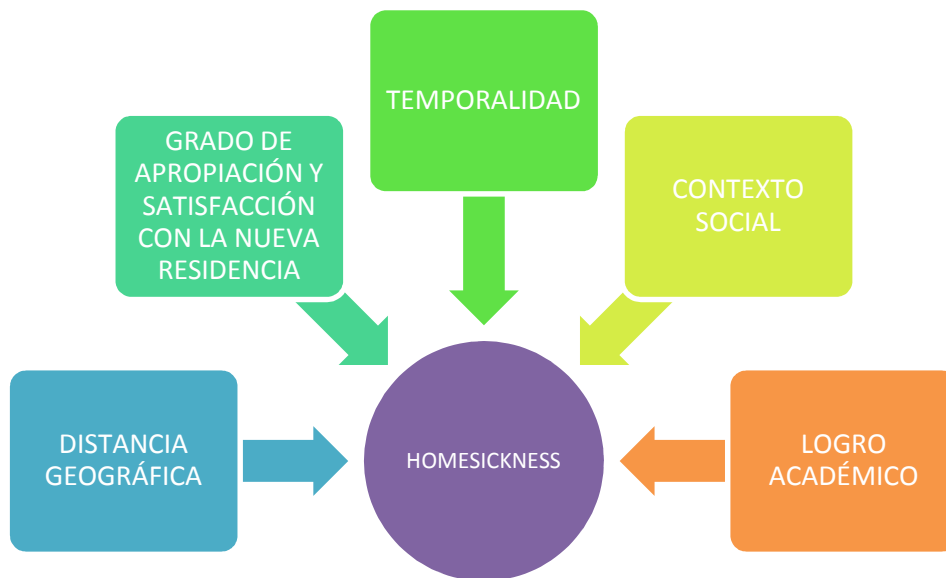 TEMPORALIDAD
GRADO DE
APROPIACIÓN Y
SATISFACCIÓN
CON LA NUEVA
RESIDENCIA
CONTEXTO
SOCIAL
DISTANCIA
GEOGRÁFICA
HOMESICKNESS
LOGRO
ACADÉMICO